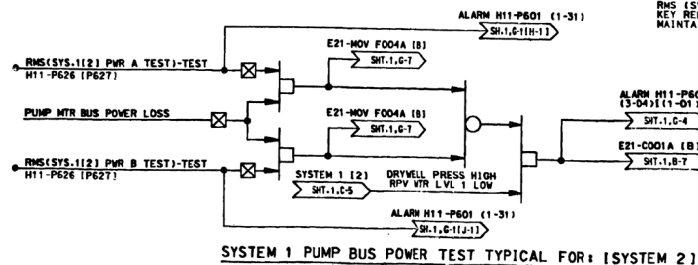 RMS (SY
KEY RE
MAINTA
ALARM H11-P601 (1-31)
SH.1,G-1[H-1]
RMS(SYS.1[2] PWR A TEST)-TEST
H11-P626 [P627]
E21-MOV F004A [B]
SHT.1,G-7
PUMP MTR BUS POWER LOSS
ALARM H11-P6
(3-04)[(1-01)
SHT.1,G-4
E21-MOV F004A [B]
SHT.1,G-7
E21-C001A [B]
SHT.1,B-7
RMS(SYS.1[2] PWR B TEST)-TEST
H11-P626 [P627]
SYSTEM 1 [2]
SHT.1,C-5
DRYWELL PRESS HIGH
RPV WTR LVL 1 LOW
ALARM H11-P601 (1-31)
SH.1,G-1[J-1]
SYSTEM 1 PUMP BUS POWER TEST TYPICAL FOR: [SYSTEM 2]